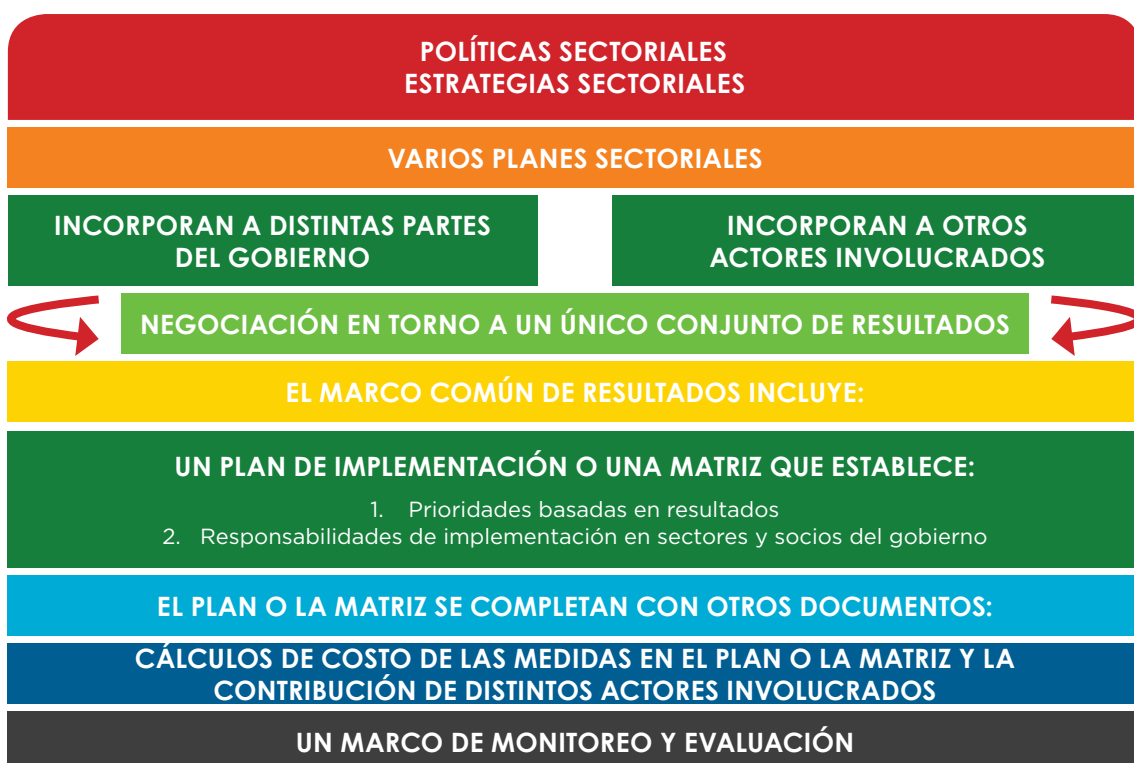 POLÍTICAS SECTORIALES
ESTRATEGIAS SECTORIALES
VARIOS PLANES SECTORIALES
INCORPORAN A DISTINTAS PARTES
DEL GOBIERNO
INCORPORAN A OTROS
ACTORES INVOLUCRADOS
NEGOCIACIÓN EN TORNO A UN ÚNICO CONJUNTO DE RESULTADOS
EL MARCO COMÚN DE RESULTADOS INCLUYE:
UN PLAN DE IMPLEMENTACIÓN O UNA MATRIZ QUE ESTABLECE:
1. Prioridades basadas en resultados
2. Responsabilidades de implementación en sectores y socios del gobierno
EL PLAN O LA MATRIZ SE COMPLETAN CON OTROS DOCUMENTOS:
CÁLCULOS DE COSTO DE LAS MEDIDAS EN EL PLAN O LA MATRIZ Y LA
CONTRIBUCIÓN DE DISTINTOS ACTORES INVOLUCRADOS
UN MARCO DE MONITOREO Y EVALUACIÓN